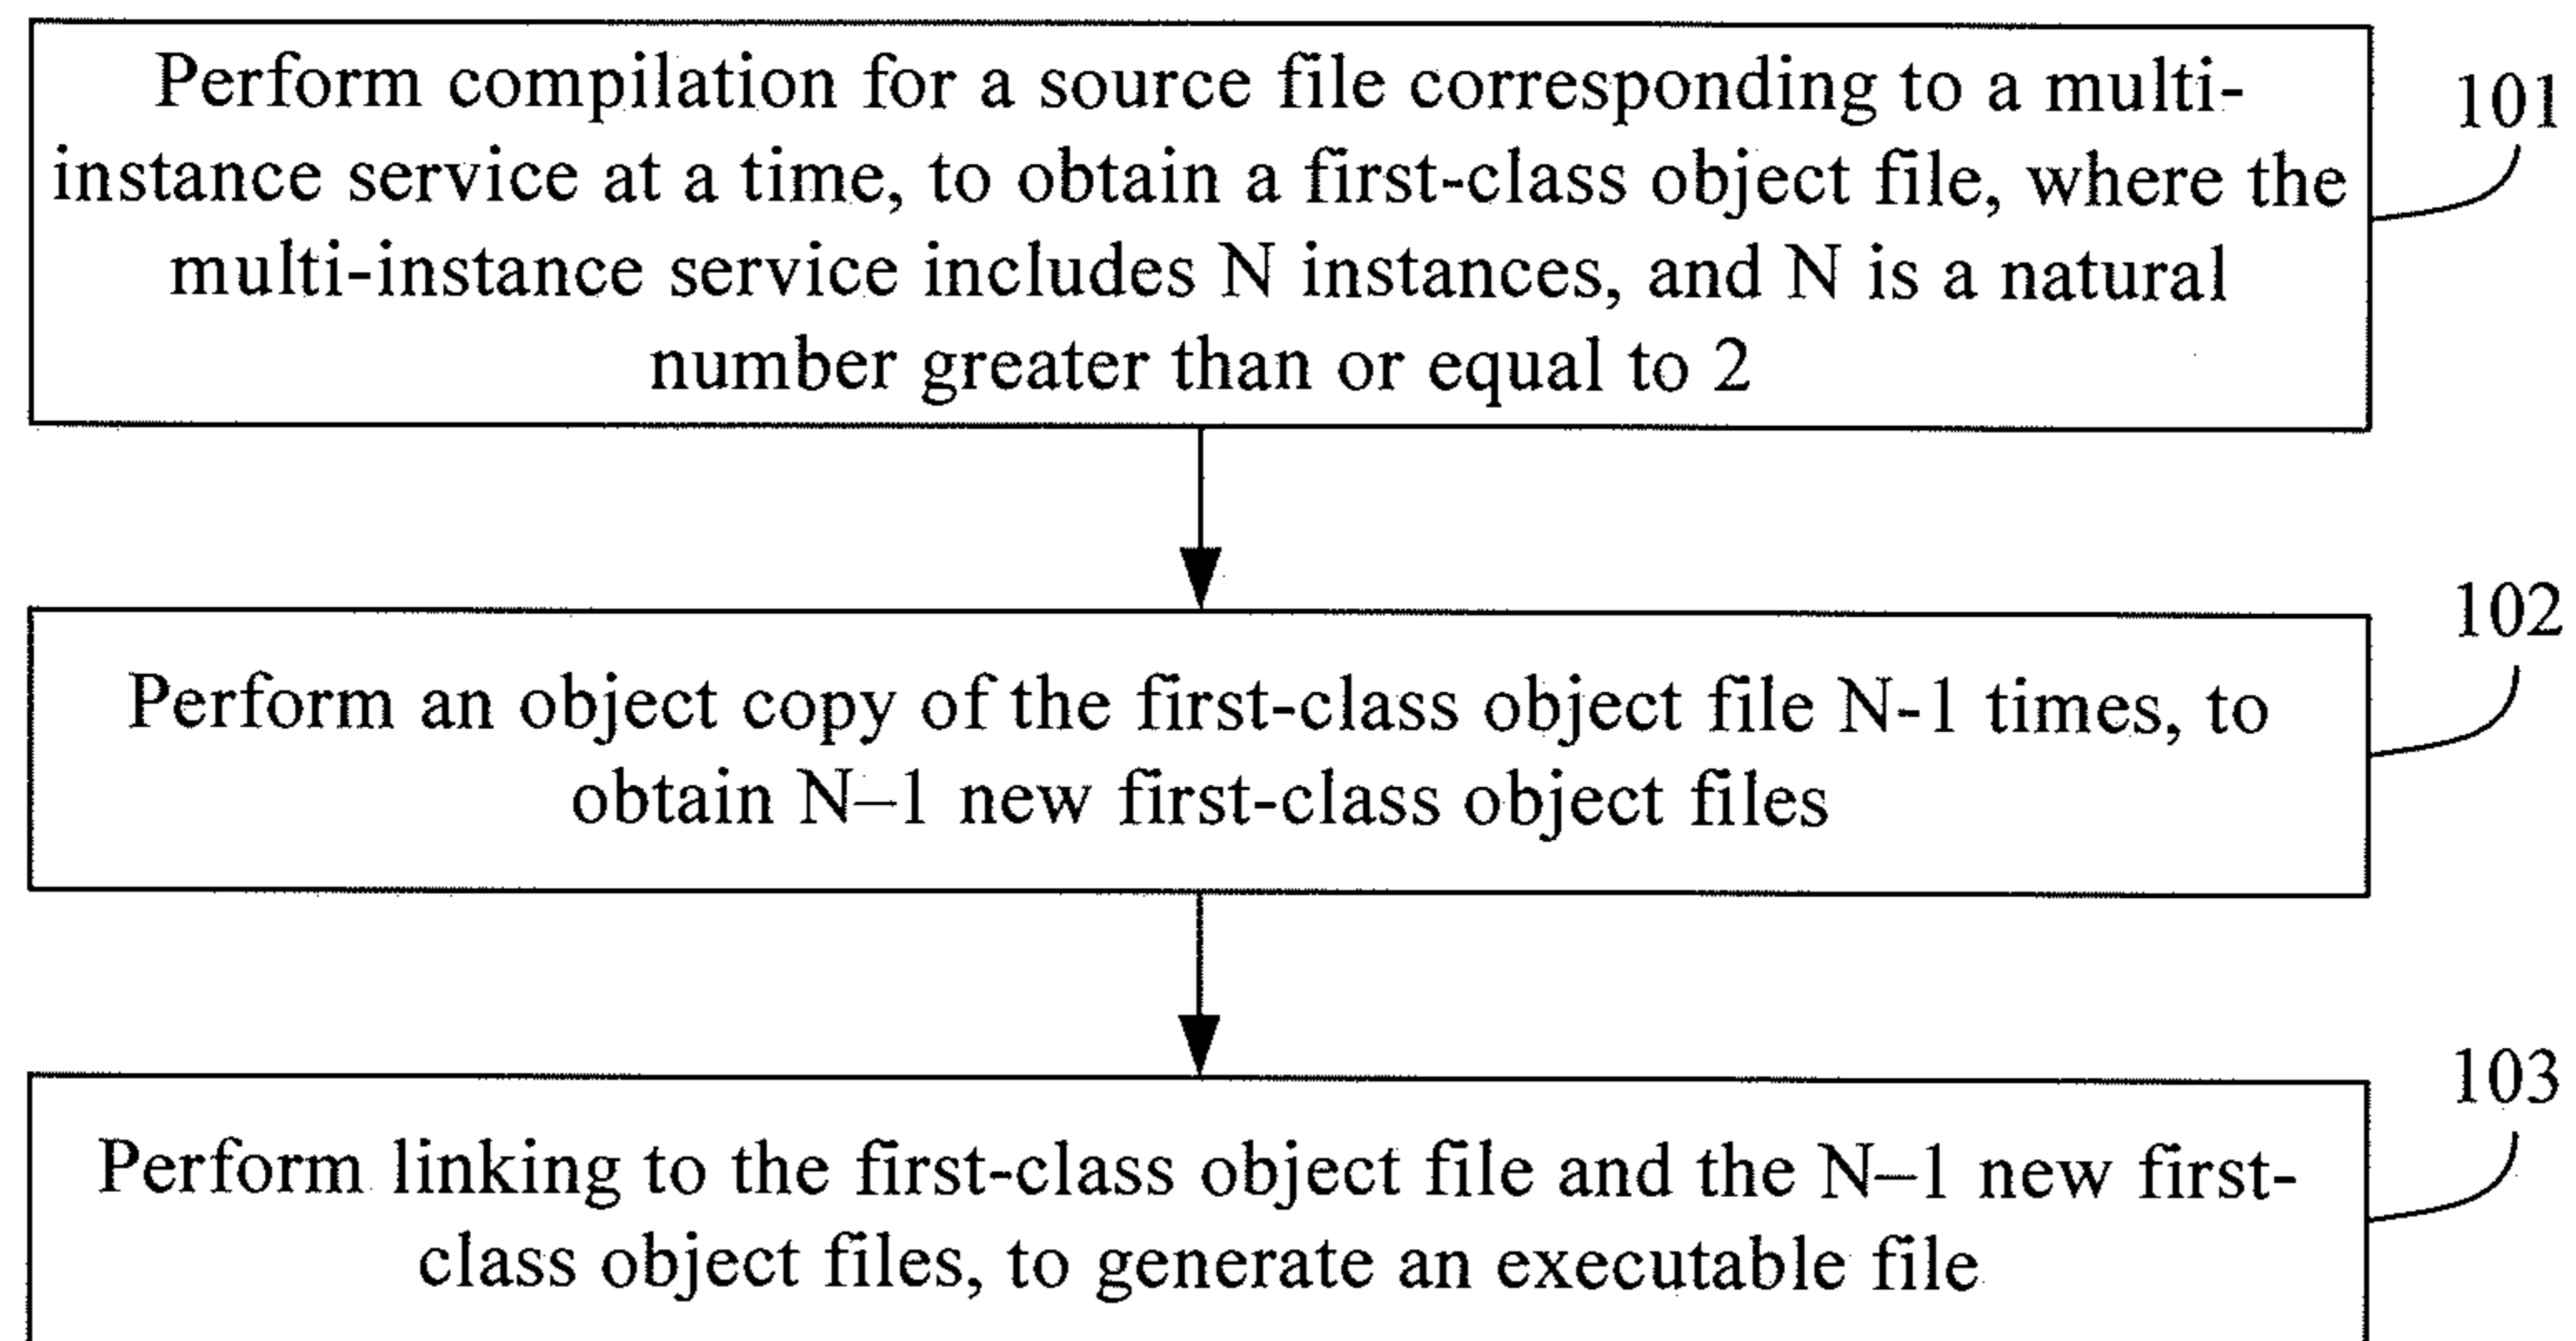 Perform compilation for a source file corresponding to a multi-
instance service at a time, to obtain a first-class object file, where the
multi-instance service includes N instances, and N is a natural
number greater than or equal to 2
101
Perform an object copy of the first-class object file N-1 times, to
obtain N–1 new first-class object files
102
Perform linking to the first-class object file and the N–1 new first-
class object files, to generate an executable file
103